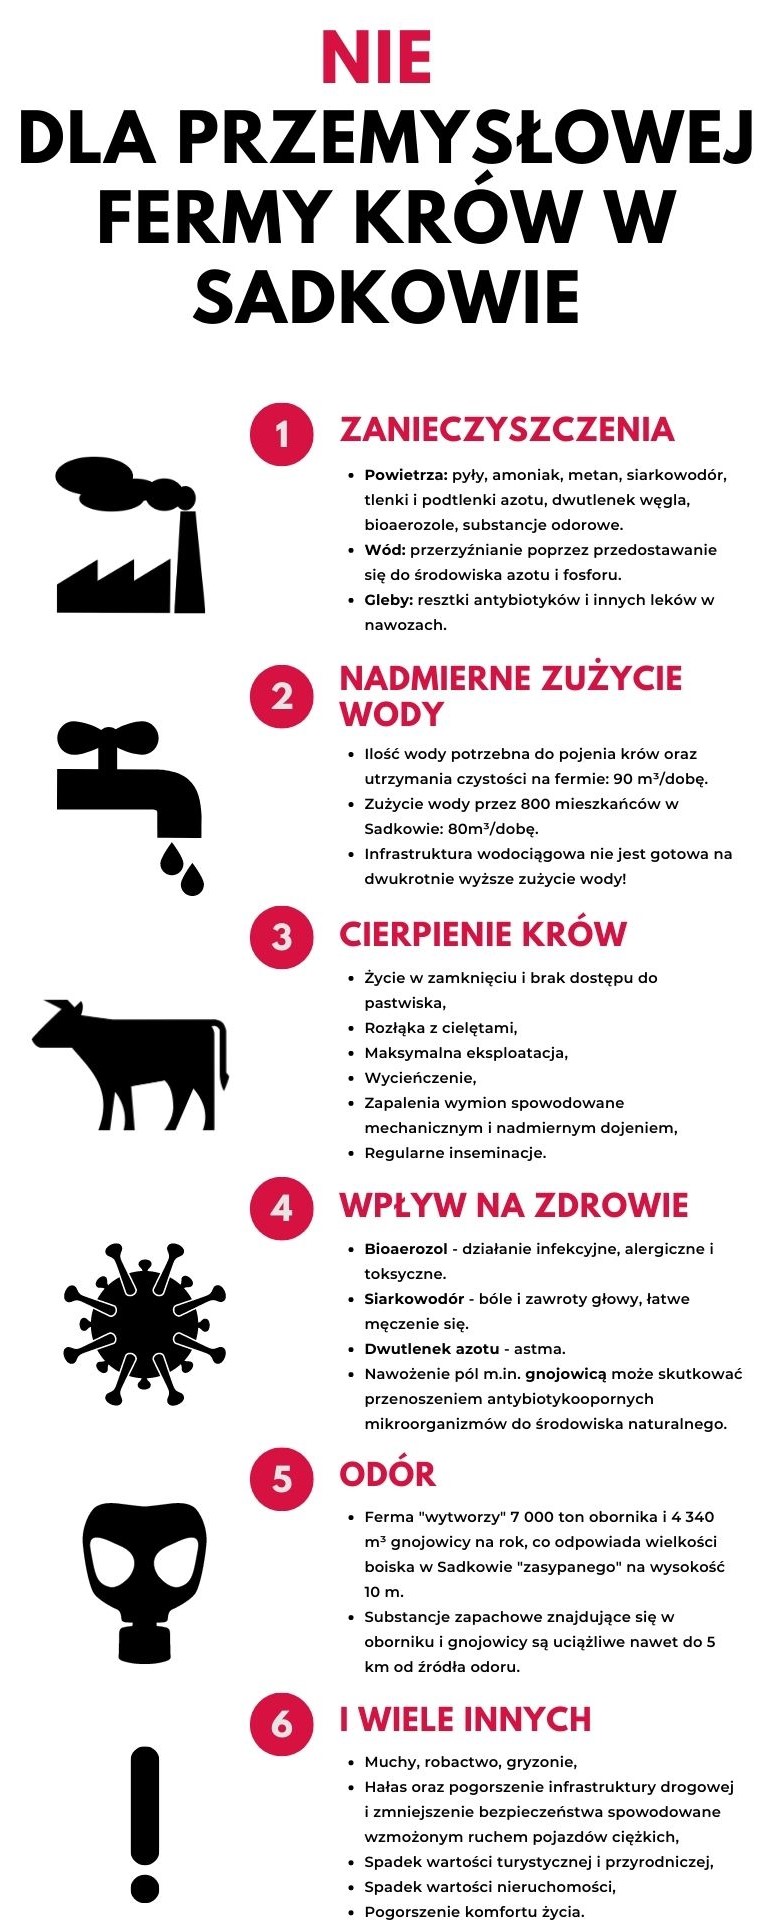 NIE
DLA PRZEMYSŁOWEJ
FERMY KRÓW W
SADKOWIE
1
ZANIECZYSZCZENIA
• Powietrza: pyły, amoniak, metan, siarkowodór,
tlenki i podtlenki azotu, dwutlenek węgla,
bioaerozole, substancje odorowe.
• Wód: przerzyźnianie poprzez przedostawanie
się do środowiska azotu i fosforu.
• Gleby: resztki antybiotyków i innych leków w
nawozach.
2
NADMIERNE ZUŻYCIE
WODY
• Ilość wody potrzebna do pojenia krów oraz
utrzymania czystości na fermie: 90 m³/dobę.
• Zużycie wody przez 800 mieszkańców w
Sadkowie: 80m³/dobę.
• Infrastruktura wodociągowa nie jest gotowa na
dwukrotnie wyższe zużycie wody!
3
CIERPIENIE KRÓW
• Życie w zamknięciu i brak dostępu do
pastwiska,
• Rozłąka z cielętami,
• Maksymalna eksploatacja,
• Wycieńczenie,
• Zapalenia wymion spowodowane
mechanicznym i nadmiernym dojeniem,
• Regularne inseminacje.
4
WPŁYW NA ZDROWIE
• Bioaerozol - działanie infekcyjne, alergiczne i
toksyczne.
• Siarkowodór - bóle i zawroty głowy, łatwe
męczenie się.
• Dwutlenek azotu - astma.
• Nawożenie pól m.in. gnojowicą może skutkować
przenoszeniem antybiotykoopornych
mikroorganizmów do środowiska naturalnego.
5
ODÓR
• Ferma "wytworzy" 7 000 ton obornika i 4 340
m³ gnojowicy na rok, co odpowiada wielkości
boiska w Sadkowie "zasypanego" na wysokość
10 m.
• Substancje zapachowe znajdujące się w
oborniku i gnojowicy są uciążliwe nawet do 5
km od źródła odoru.
6
I WIELE INNYCH
• Muchy, robactwo, gryzonie,
• Hałas oraz pogorszenie infrastruktury drogowej
i zmniejszenie bezpieczeństwa spowodowane
wzmożonym ruchem pojazdów ciężkich,
• Spadek wartości turystycznej i przyrodniczej,
• Spadek wartości nieruchomości,
• Pogorszenie komfortu życia.